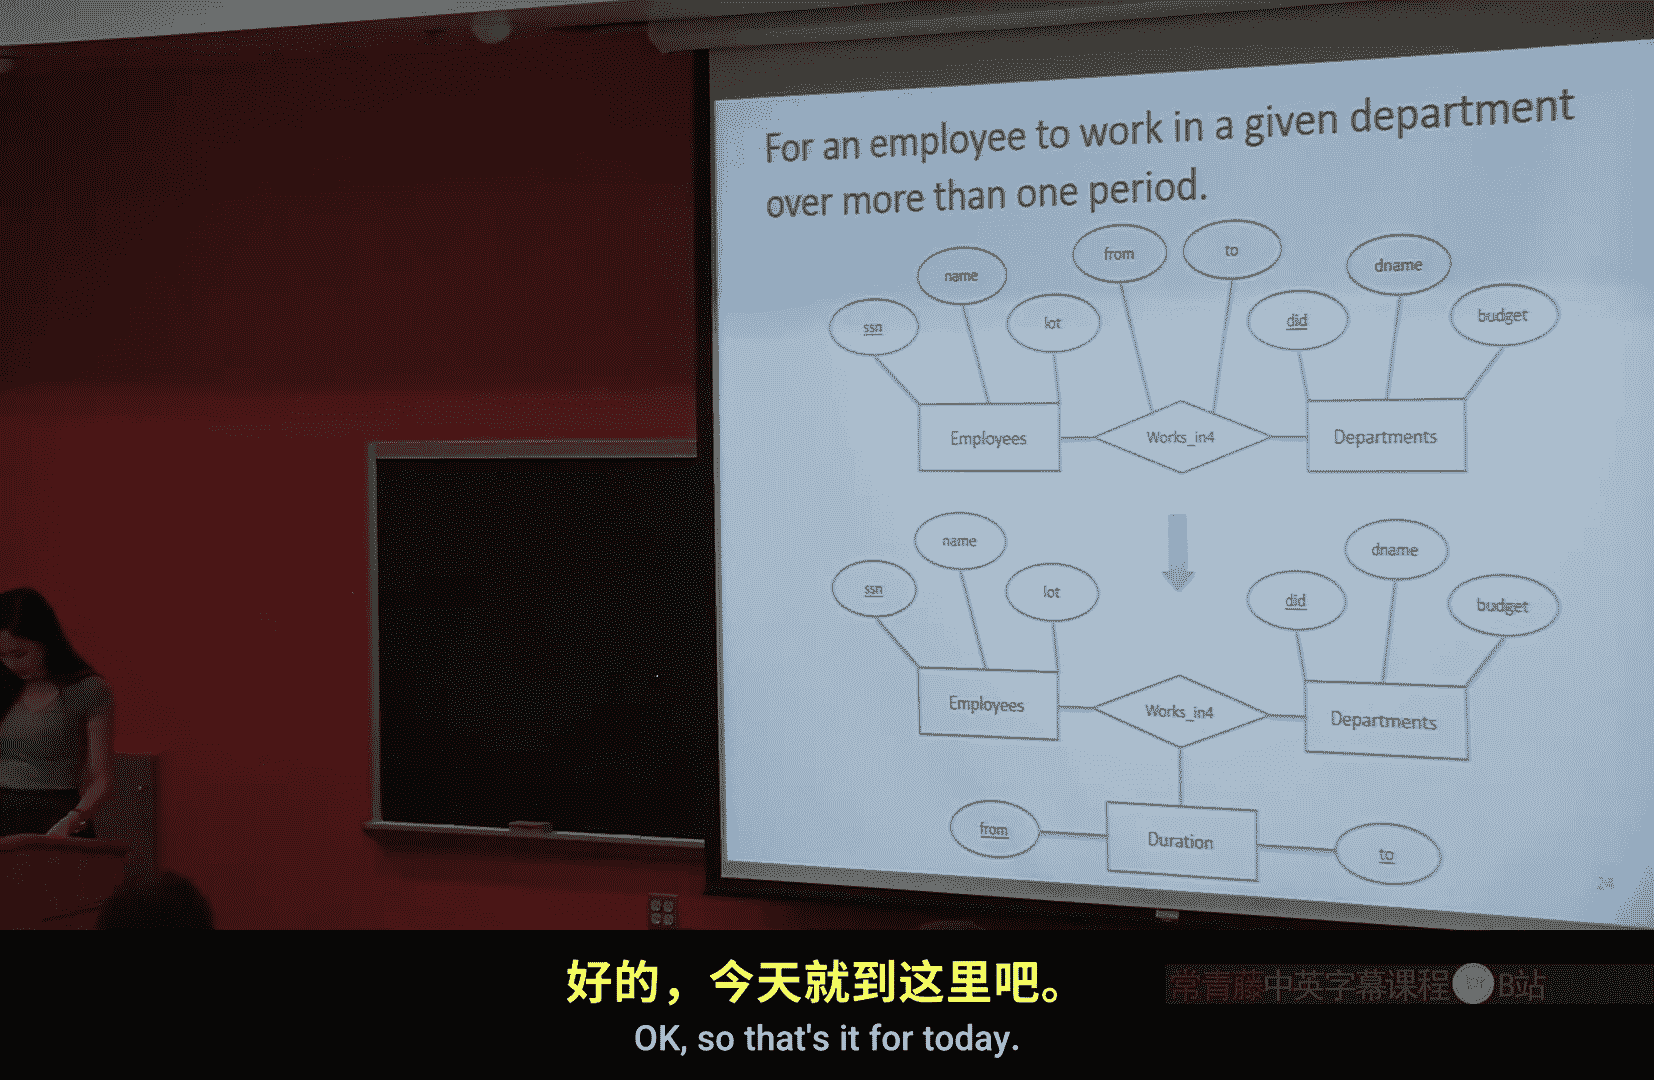 For an employee to work in a given department
over more than one period.
from
to
name
dname
ssn
lot
did
budget
Employees
Works_in4
Departments
name
dname
ssn
lot
did
budget
Employees
Works_in4
Departments
from
Duration
to
24
好的，今天就到这里吧。
常青藤中英字幕课程
B站
OK, so that's it for today.